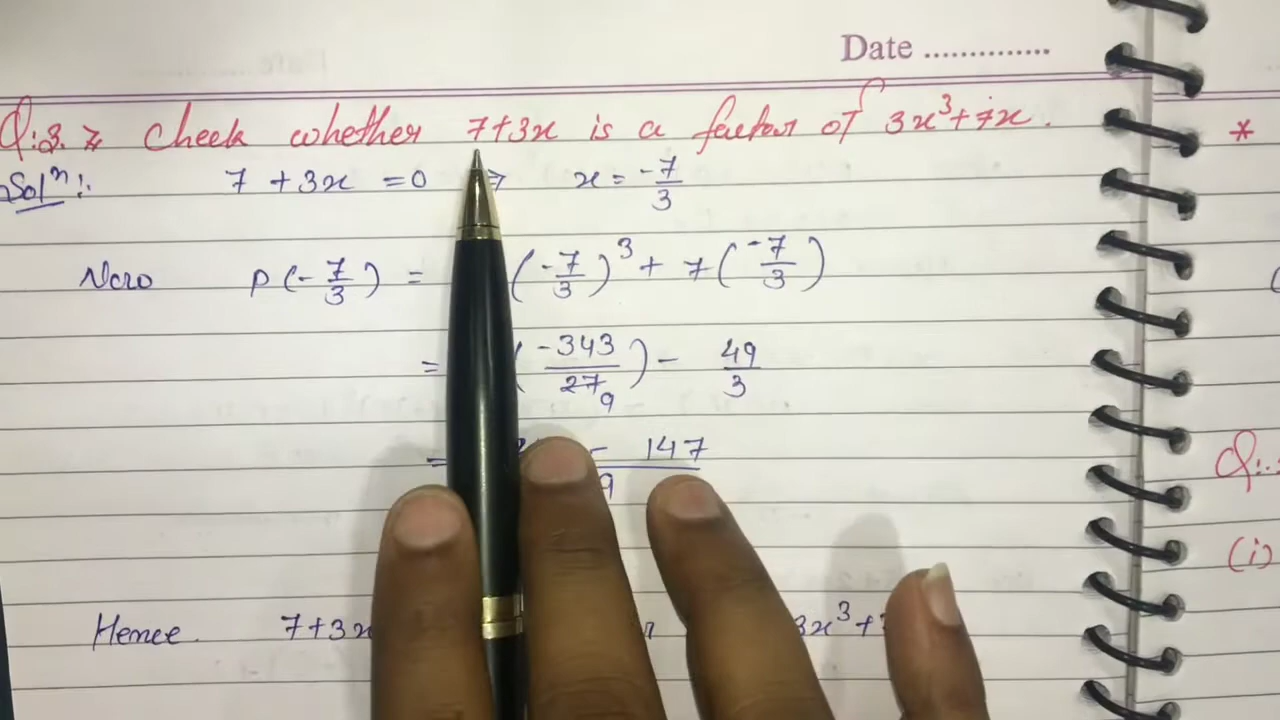 Date ..............
Q:3.7 Check whether 7+3x is a factor of 3x³+7x.
Solⁿ:. 7 + 3x = 0 ⇒ x = -7/3
Now p(-7/3) = (-7/3)³ + 7(-7/3)
= (-343/27 9) - 49/3
= - 147 / 9
Hence 7+3x 3x³+
*
Q:.
(i)